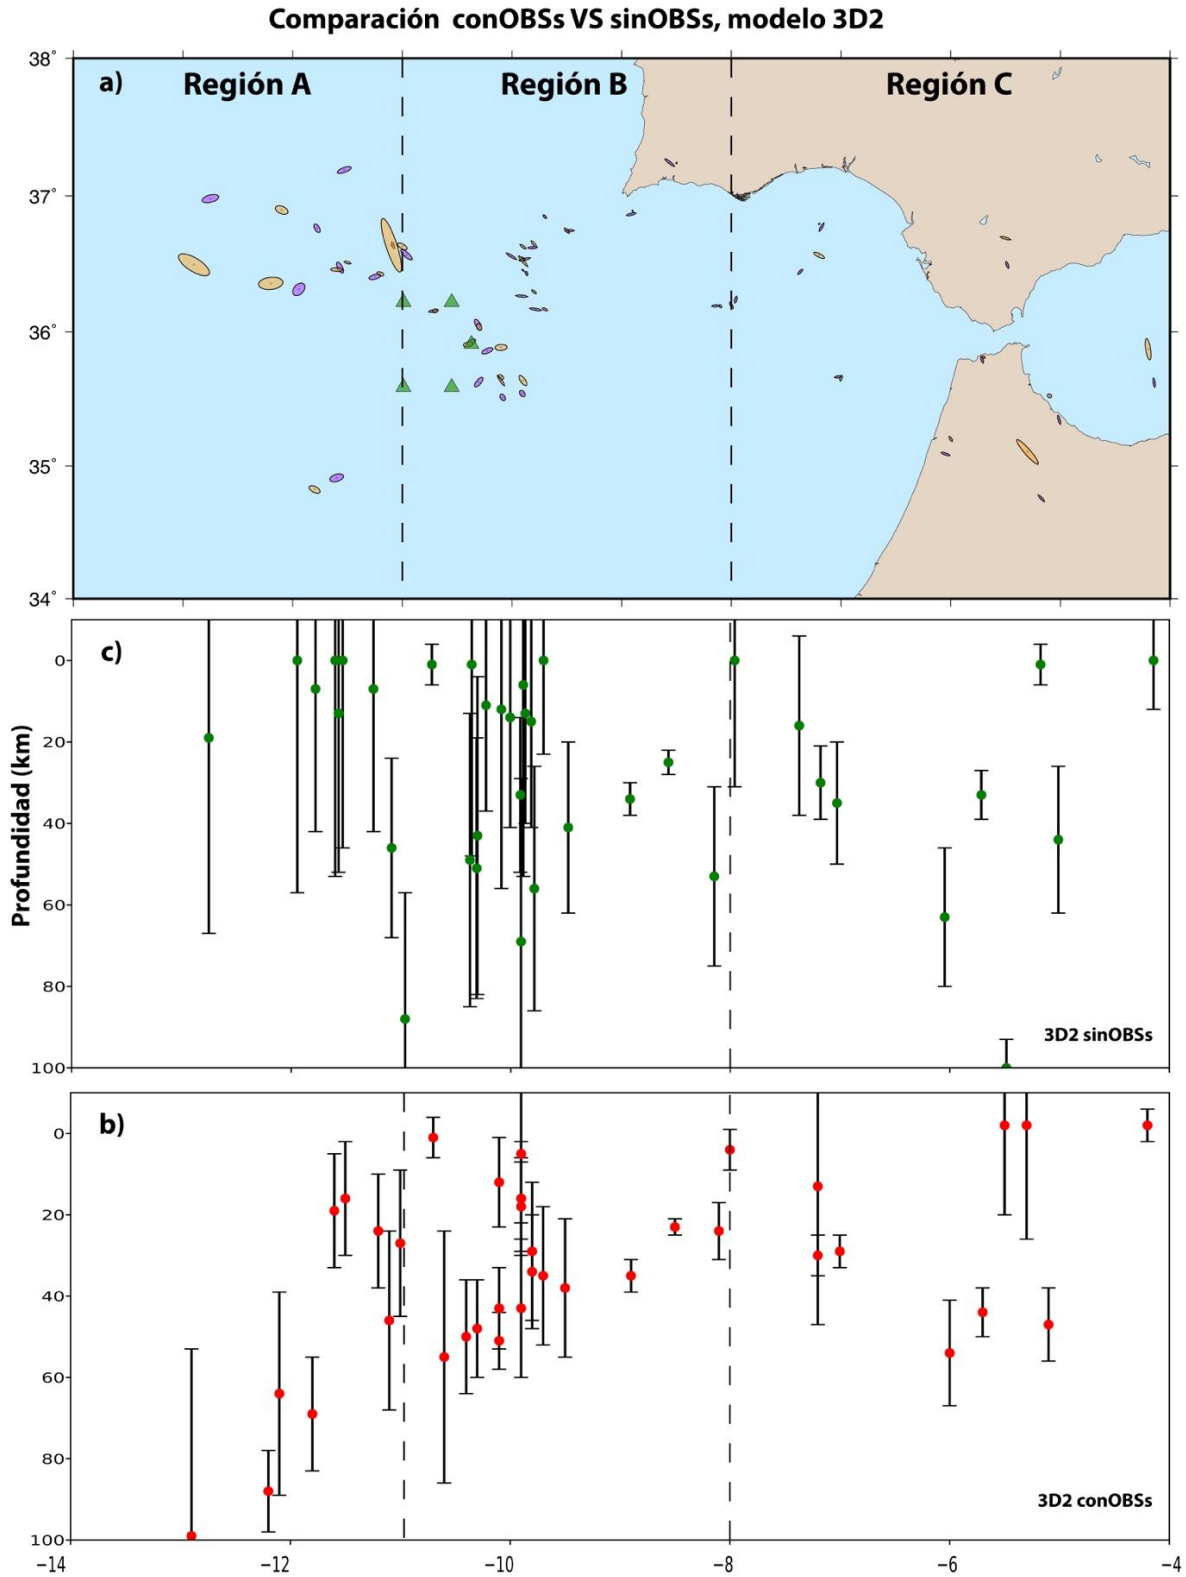 Comparación conOBSs VS sinOBSs, modelo 3D2
a) Región A Región B Región C
38°
37°
36°
35°
34°
c)
Profundidad (km)
0
20
40
60
80
100
3D2 sinOBSs
b)
0
20
40
60
80
100
3D2 conOBSs
−14 −12 −10 −8 −6 −4